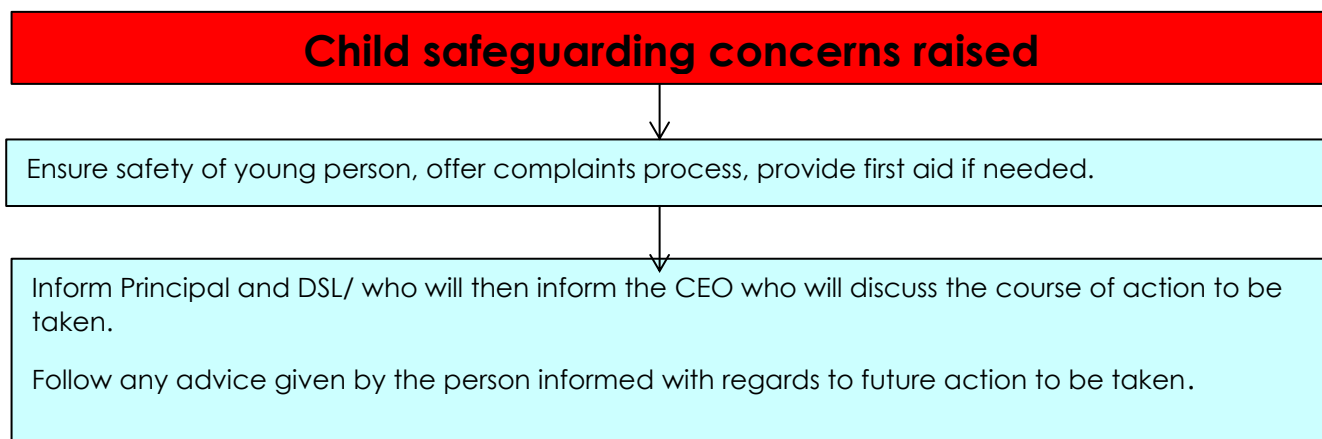 Child safeguarding concerns raised
Ensure safety of young person, offer complaints process, provide first aid if needed.
Inform Principal and DSL/ who will then inform the CEO who will discuss the course of action to be
taken.
Follow any advice given by the person informed with regards to future action to be taken.